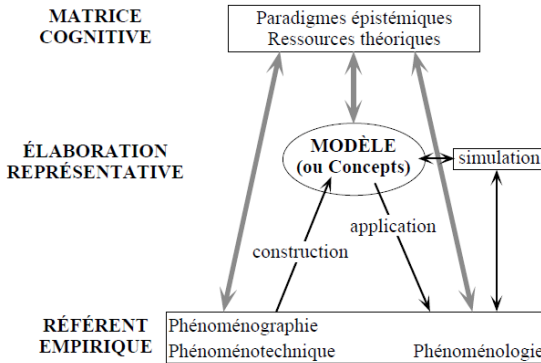 MATRICE
COGNITIVE
Paradigmes épistémiques
Ressources théoriques
ÉLABORATION
REPRÉSENTATIVE
MODÈLE
(ou Concepts)
simulation
application
construction
RÉFÉRENT
EMPIRIQUE
Phénoménographie
Phénoménotechnique
Phénoménologie